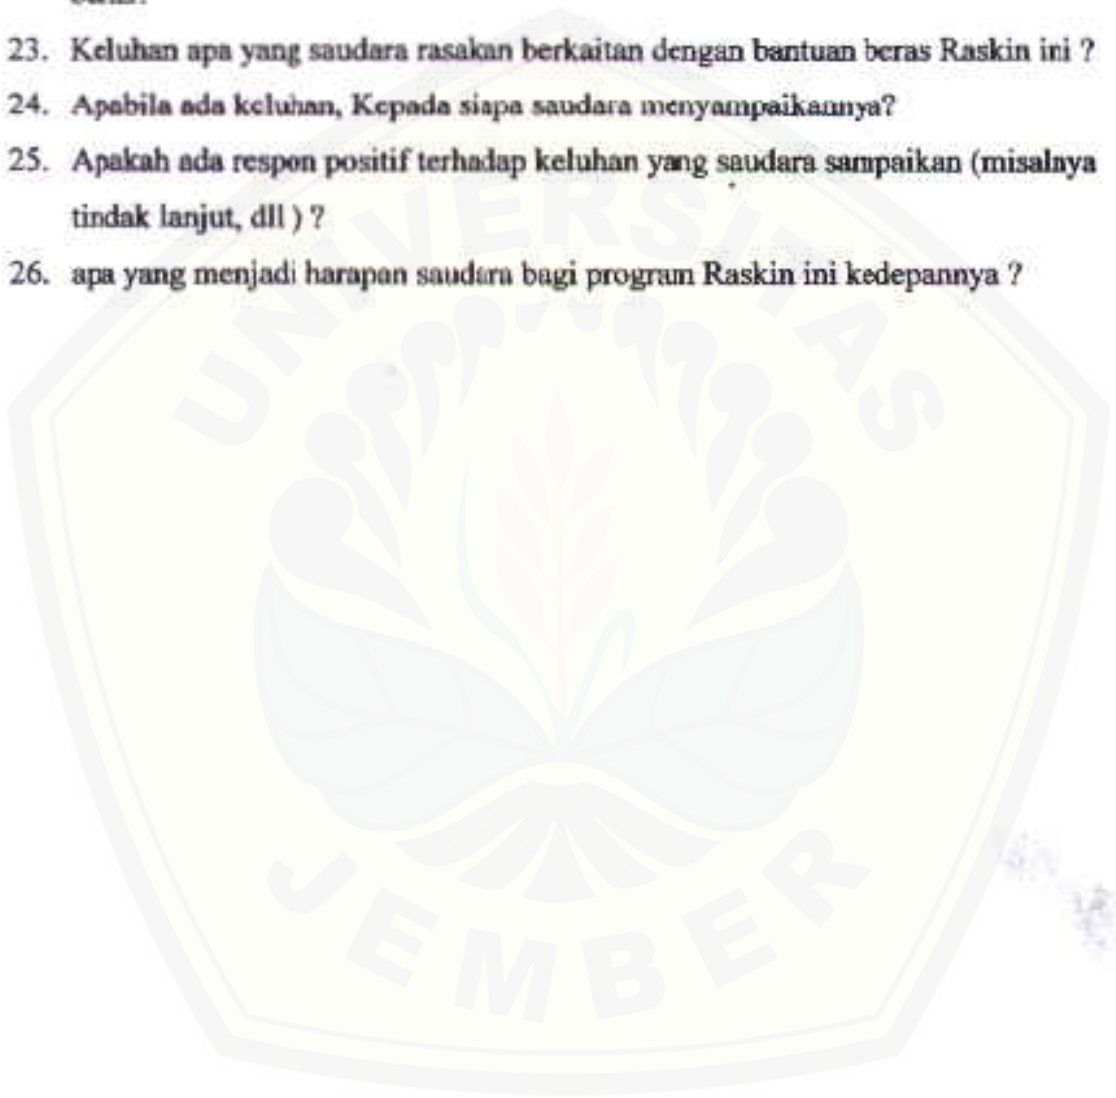 23. Keluhan apa yang saudara rasakan berkaitan dengan bantuan beras Raskin ini ?
24. Apabila ada keluhan, Kepada siapa saudara menyampaikannya?
25. Apakah ada respon positif terhadap keluhan yang saudara sampaikan (misalnya
tindak lanjut, dll ) ?
26. apa yang menjadi harapan saudara bagi program Raskin ini kedepannya ?
UNIVERSITAS
JEMBER